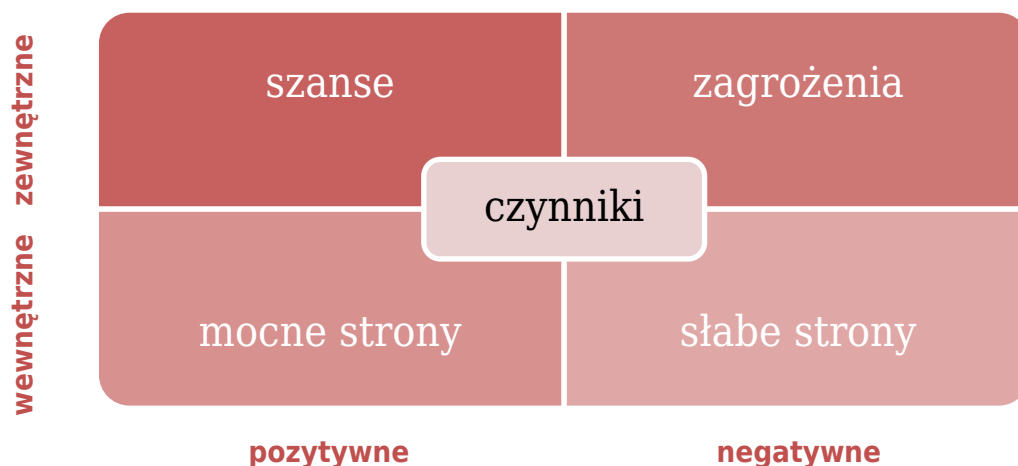 zewnętrzne
szanse
zagrożenia
czynniki
wewnętrzne
mocne strony
słabe strony
pozytywne
negatywne